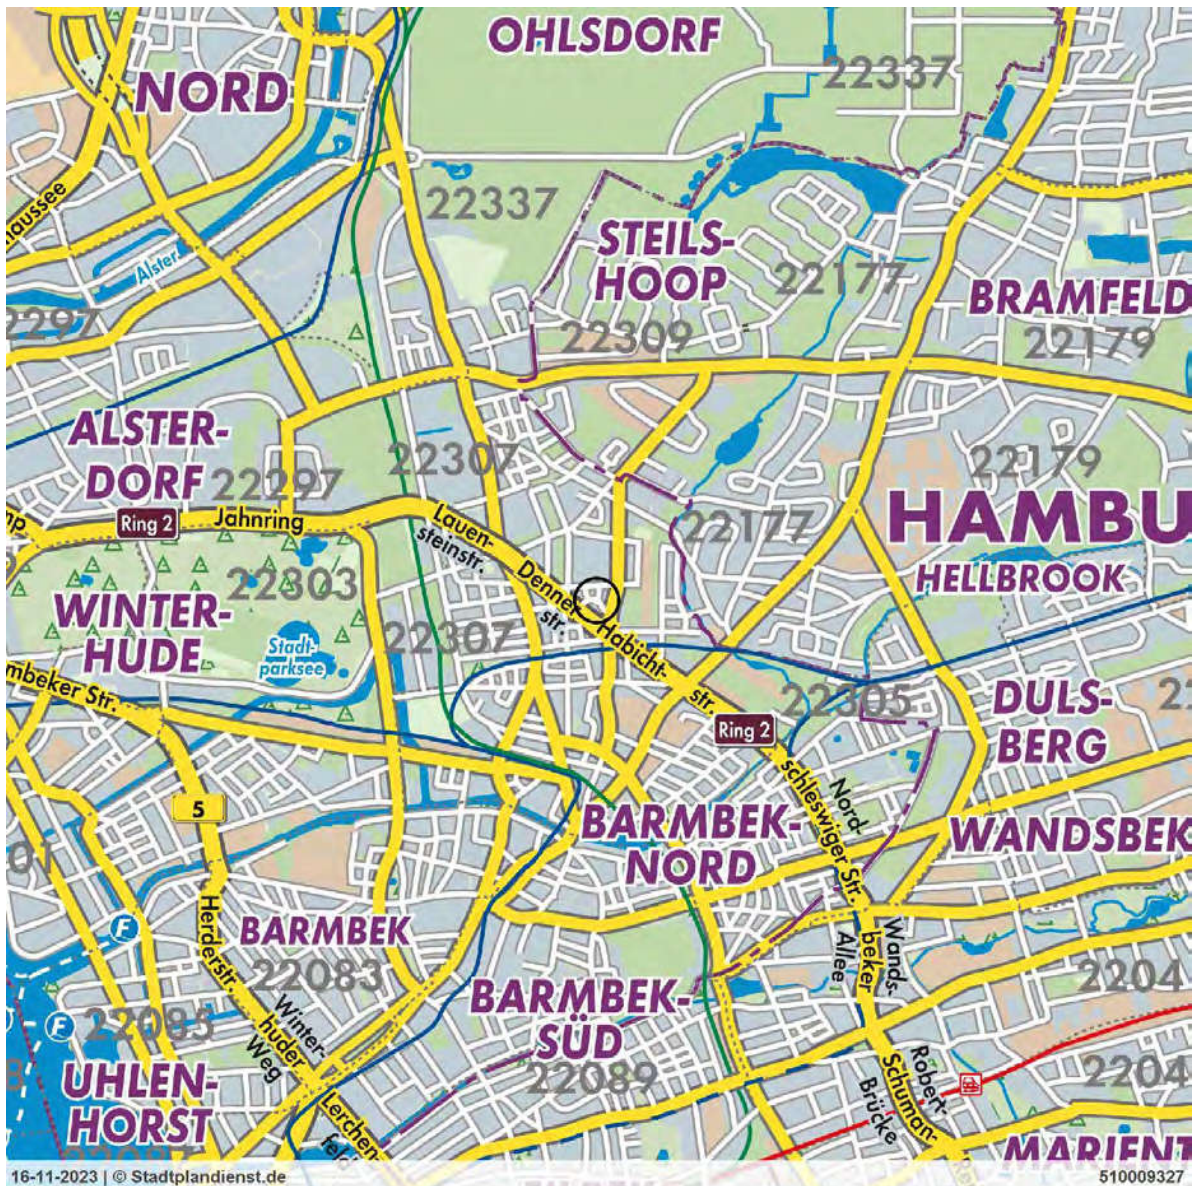 OHLSDORF
NORD
22337
haussee
22337
STEILS-
HOOP
Alster
22177
BRAMFELD
2297
22309
22179
ALSTER-
DORF
22307
22179
22297
HAMBU
Ring 2
Jahnring
Lauen-
steinstr.
22177
HELLBROOK
22303
Denner-
str.
WINTER-
HUDE
Habicht-
str.
22307
Stadt-
parksee
mbeker Str.
22305
DULS-
BERG
Ring 2
5
Nord-
schleswiger Str.
BARMBEK-
NORD
WANDSBEK
01
Herderstr.
BARMBEK
F
Wands-
beker
Allee
22083
BARMBEK-
SÜD
2204
F
22085
Winter-
huder
Weg
22089
UHLEN-
HORST
Robert-
Schuman-
Brücke
2204
Lerchen-
feld
22087
MARIENT
16-11-2023 | © Stadtplandienst.de
510009327